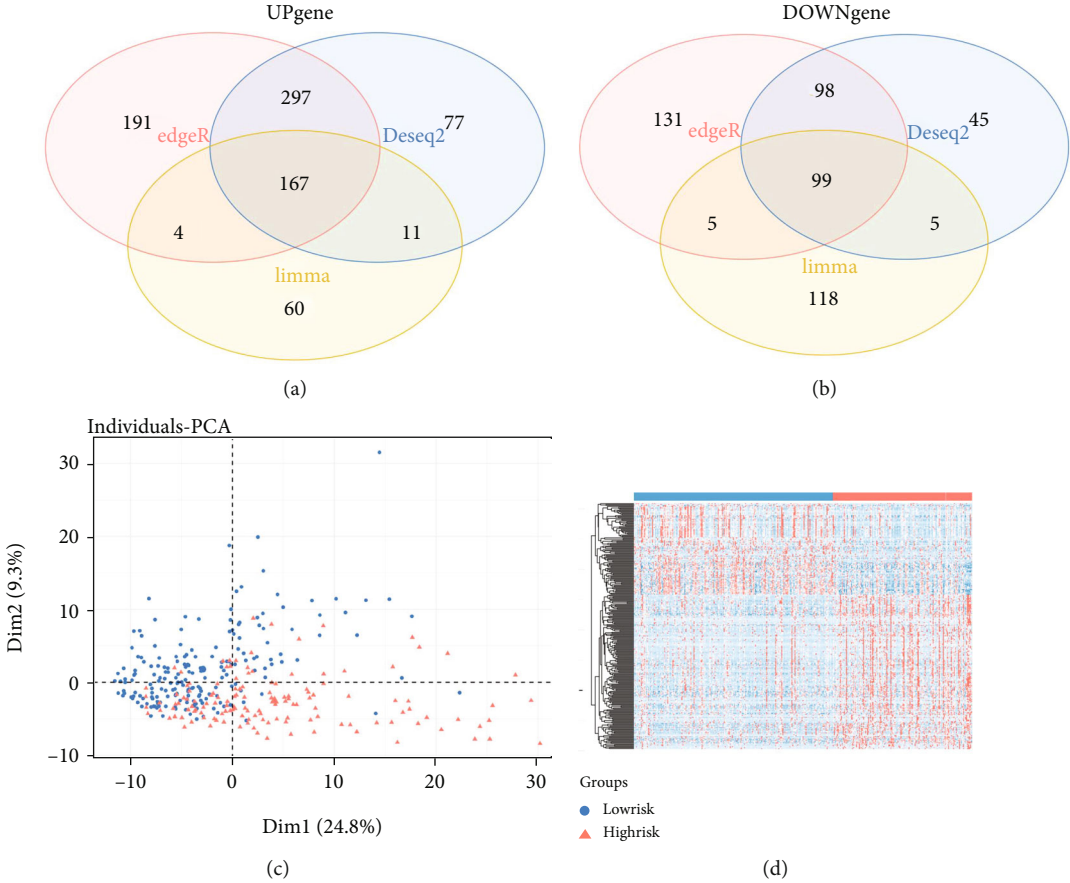 UPgene
297
191
77
edgeR
Deseq2
167
4
11
limma
60
(a)
DOWNgene
98
131
45
edgeR
Deseq2
99
5
5
limma
118
(b)
Individuals-PCA
30
20
10
0
−10
Dim2 (9.3%)
−10 0 10 20 30
Dim1 (24.8%)
(c)
Groups
Lowrisk
Highrisk
(d)